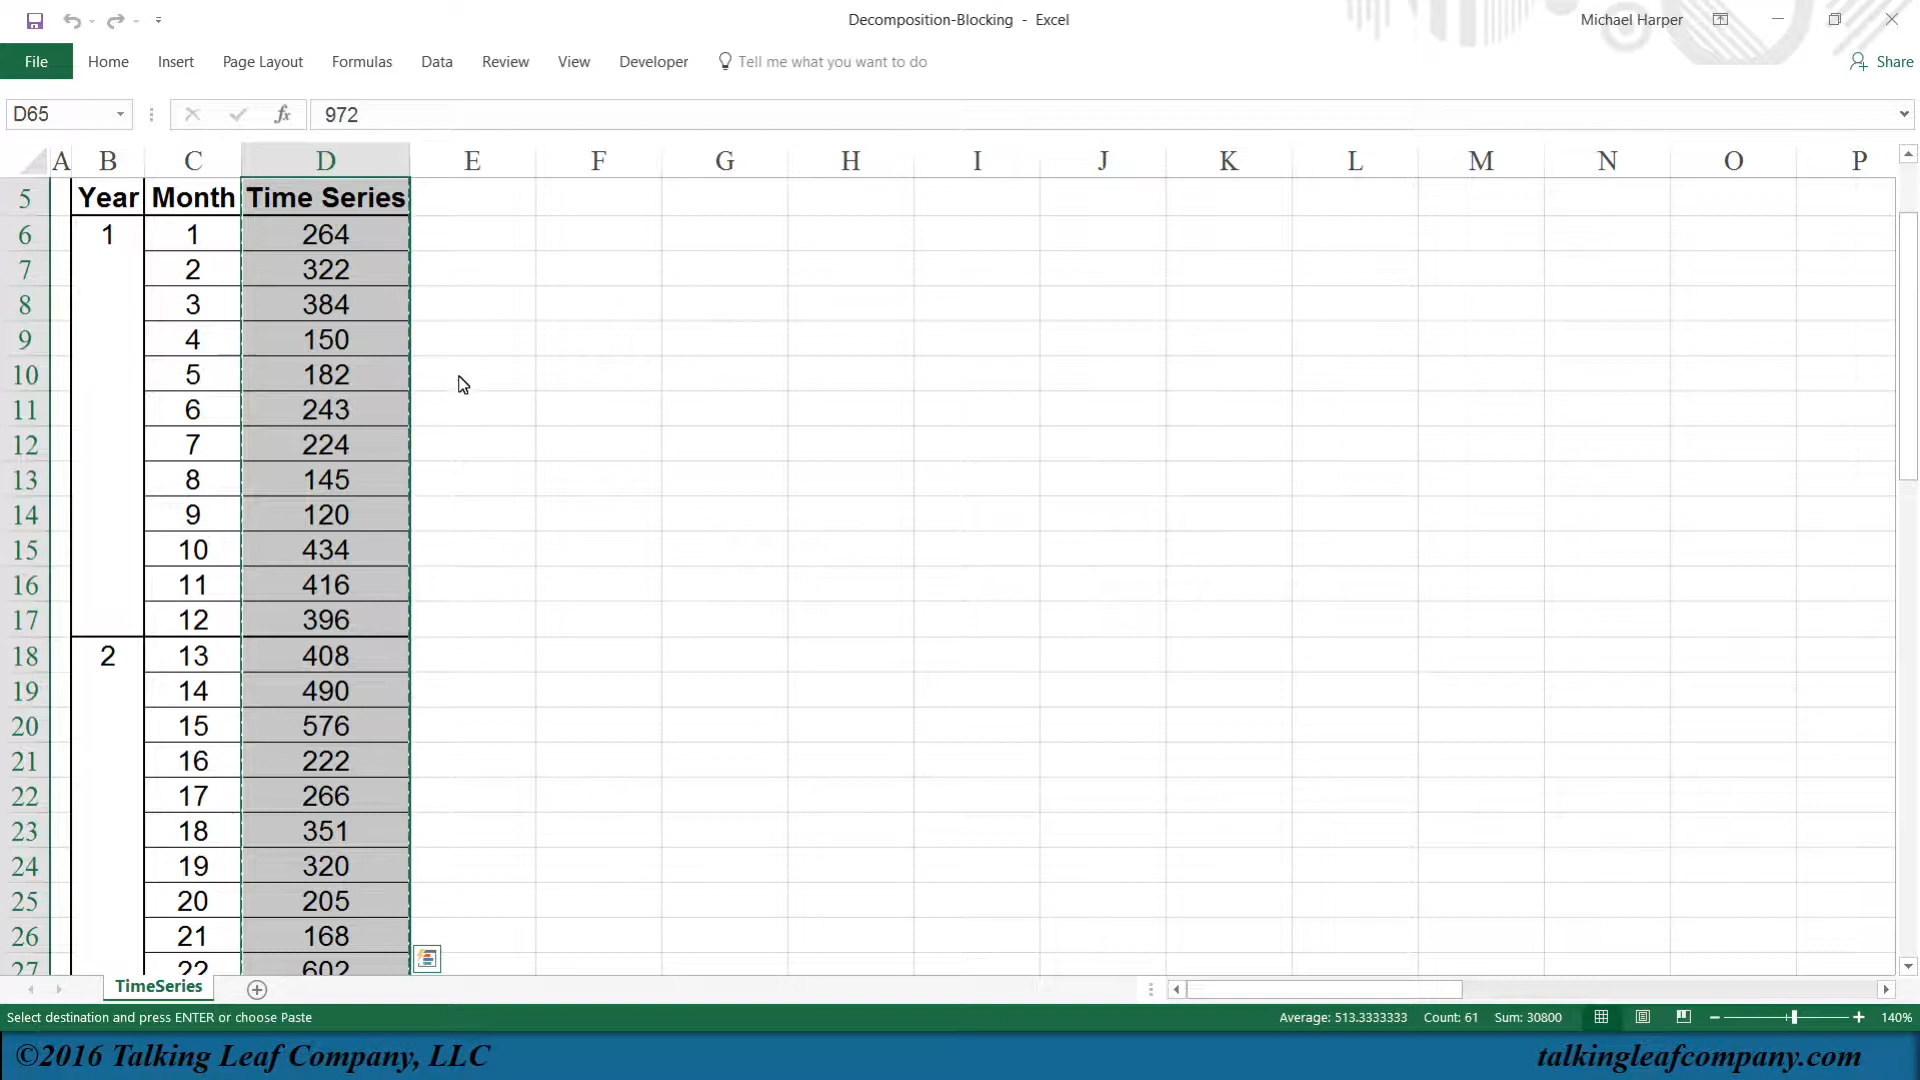 Decomposition-Blocking - Excel
Michael Harper
File Home Insert Page Layout Formulas Data Review View Developer Tell me what you want to do Share
D65 fx 972
A B C D E F G H I J K L M N O P
5 Year Month Time Series
6 1 1 264
7 2 322
8 3 384
9 4 150
10 5 182
11 6 243
12 7 224
13 8 145
14 9 120
15 10 434
16 11 416
17 12 396
18 2 13 408
19 14 490
20 15 576
21 16 222
22 17 266
23 18 351
24 19 320
25 20 205
26 21 168
27 22 602
TimeSeries
Select destination and press ENTER or choose Paste Average: 513.3333333 Count: 61 Sum: 30800 140%
©2016 Talking Leaf Company, LLC talkingleafcompany.com